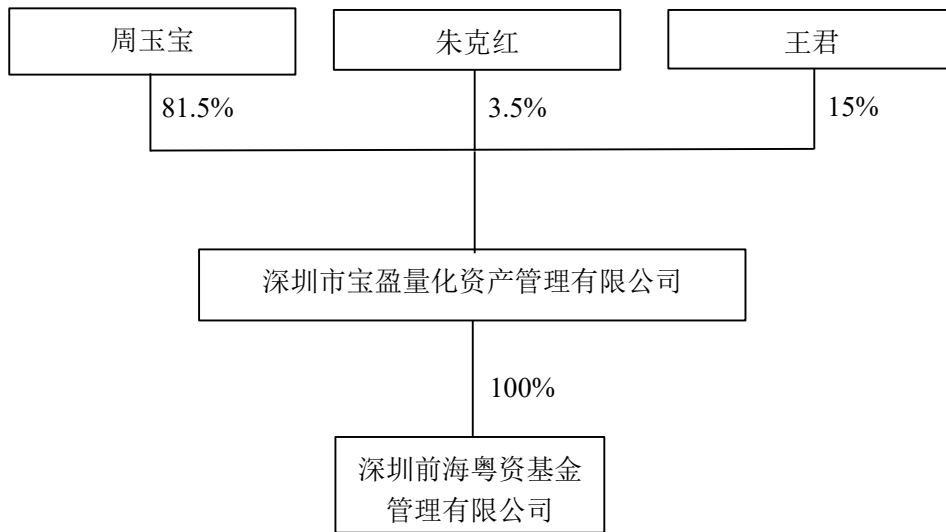 周玉宝
朱克红
王君
81.5%
3.5%
15%
深圳市宝盈量化资产管理有限公司
100%
深圳前海粤资基金
管理有限公司